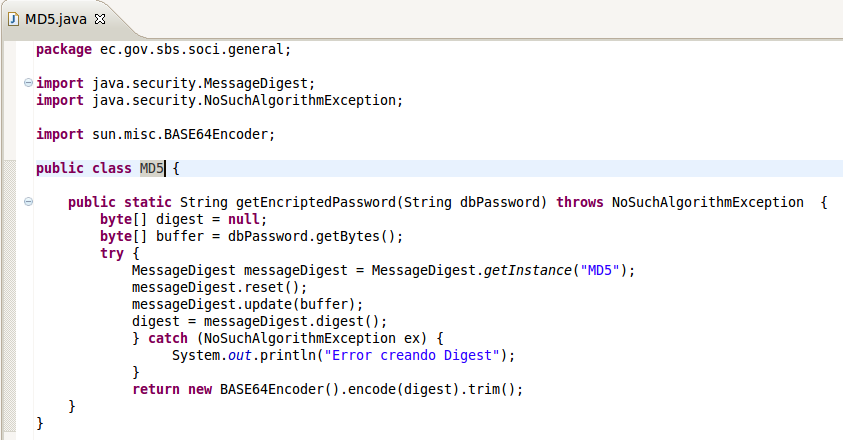 MD5.java
package ec.gov.sbs.soci.general;
import java.security.MessageDigest;
import java.security.NoSuchAlgorithmException;
import sun.misc.BASE64Encoder;
public class MD5 {
public static String getEncriptedPassword(String dbPassword) throws NoSuchAlgorithmException  {
byte[] digest = null;
byte[] buffer = dbPassword.getBytes();
try {
MessageDigest messageDigest = MessageDigest.getInstance("MD5");
messageDigest.reset();
messageDigest.update(buffer);
digest = messageDigest.digest();
} catch (NoSuchAlgorithmException ex) {
System.out.println("Error creando Digest");
}
return new BASE64Encoder().encode(digest).trim();
}
}